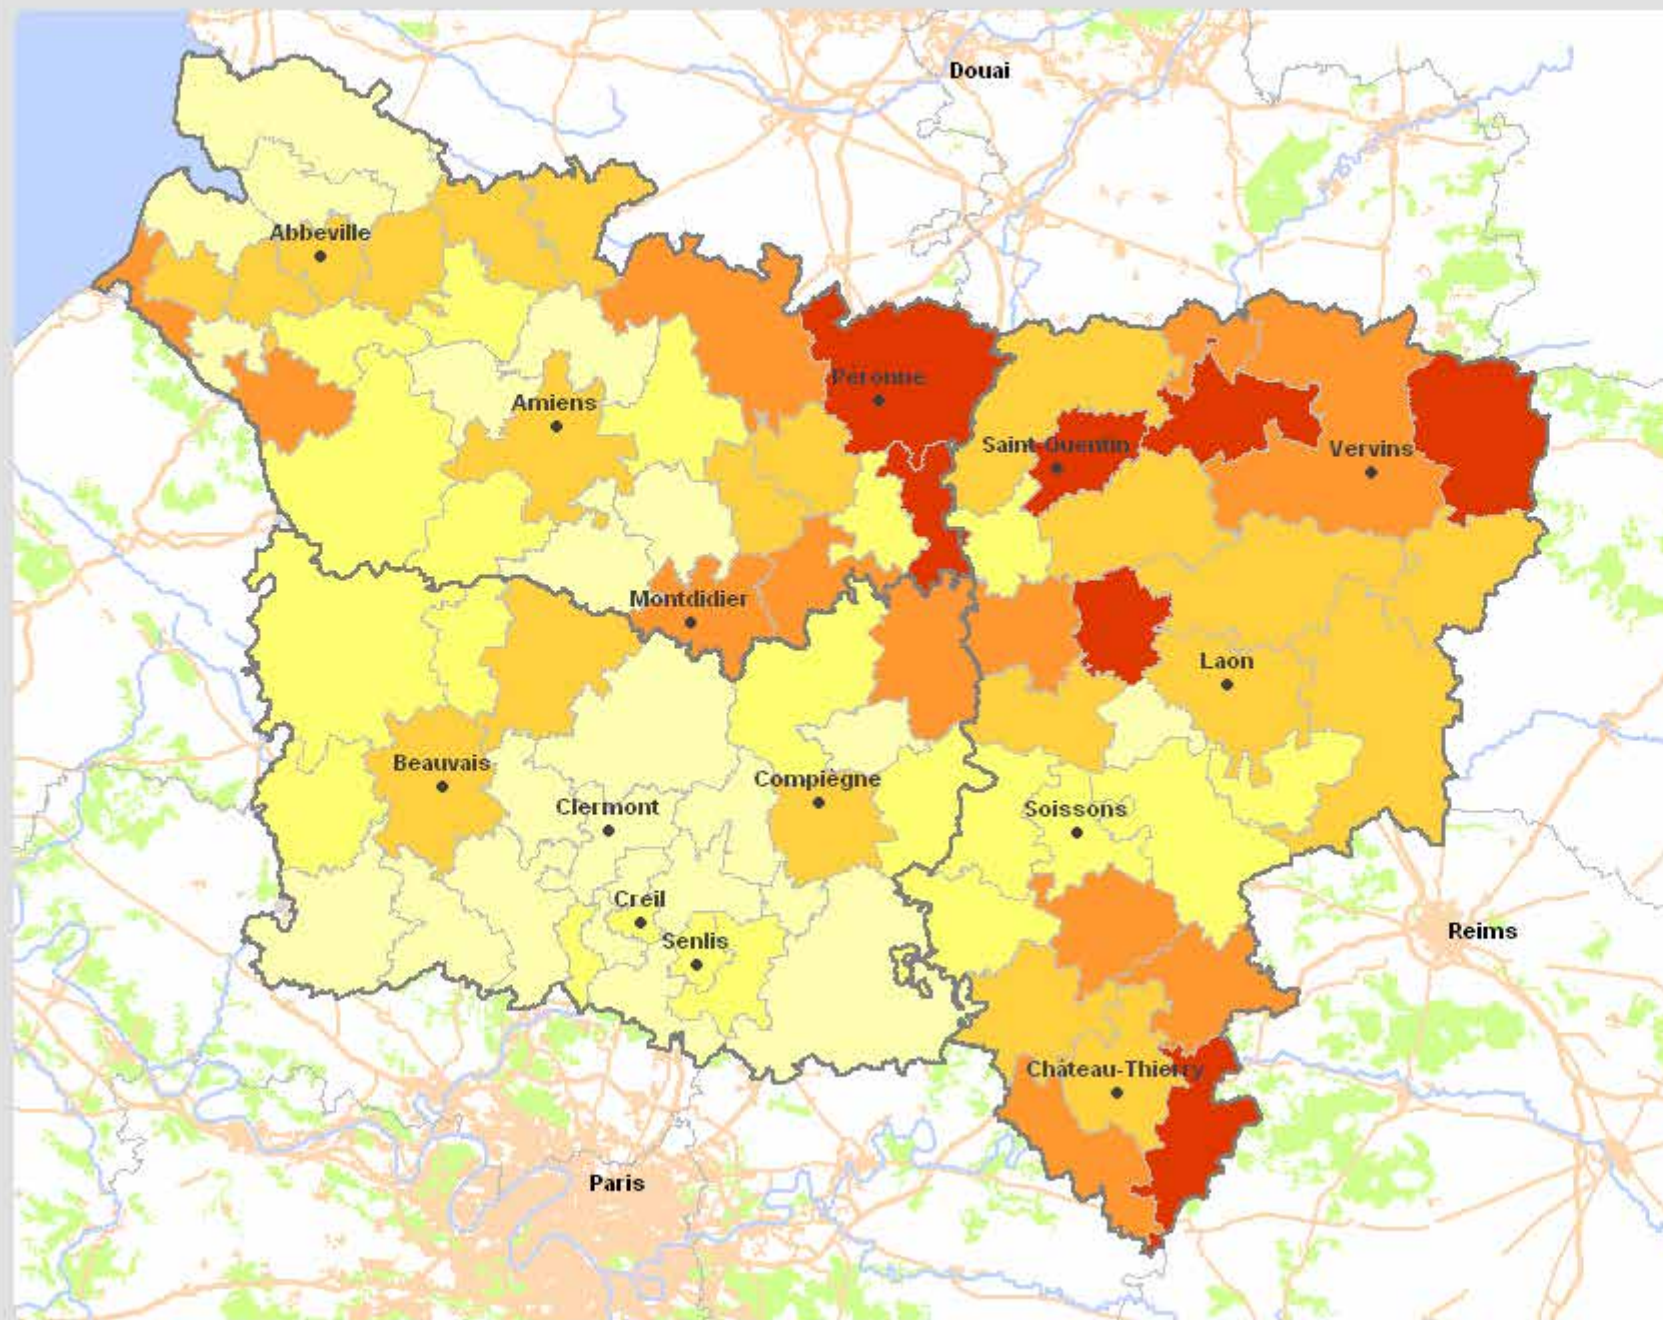 Douai
Abbeville
Péronne
Amiens
Saint-Quentin
Vervins
Montdidier
Laon
Beauvais
Compiègne
Clermont
Soissons
Creil
Senlis
Reims
Château-Thierry
Paris